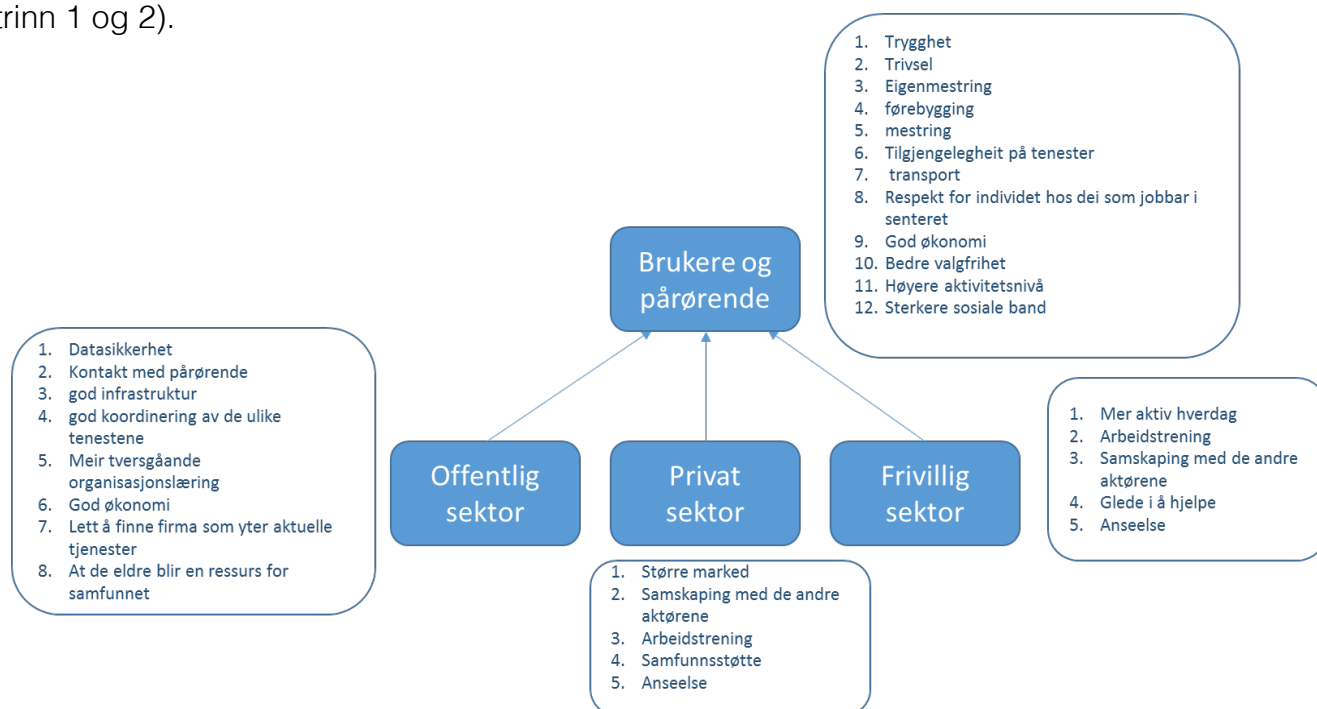 trinn 1 og 2).
1. Trygghet
2. Trivsel
3. Eigenmestring
4. førebygging
5. mestring
6. Tilgjengelegheit på tenester
7. transport
8. Respekt for individet hos dei som jobbar i
senteret
9. God økonomi
10. Bedre valgfrihet
11. Høyere aktivitetsnivå
12. Sterkere sosiale band
Brukere og
pårørende
1. Datasikkerhet
2. Kontakt med pårørende
3. god infrastruktur
4. god koordinering av de ulike
tenestene
5. Meir tversgåande
organisasjonslæring
6. God økonomi
7. Lett å finne firma som yter aktuelle
tjenester
8. At de eldre blir en ressurs for
samfunnet
Offentlig
sektor
Privat
sektor
Frivillig
sektor
1. Mer aktiv hverdag
2. Arbeidstrening
3. Samskaping med de andre
aktørene
4. Glede i å hjelpe
5. Anseelse
1. Større marked
2. Samskaping med de andre
aktørene
3. Arbeidstrening
4. Samfunnsstøtte
5. Anseelse